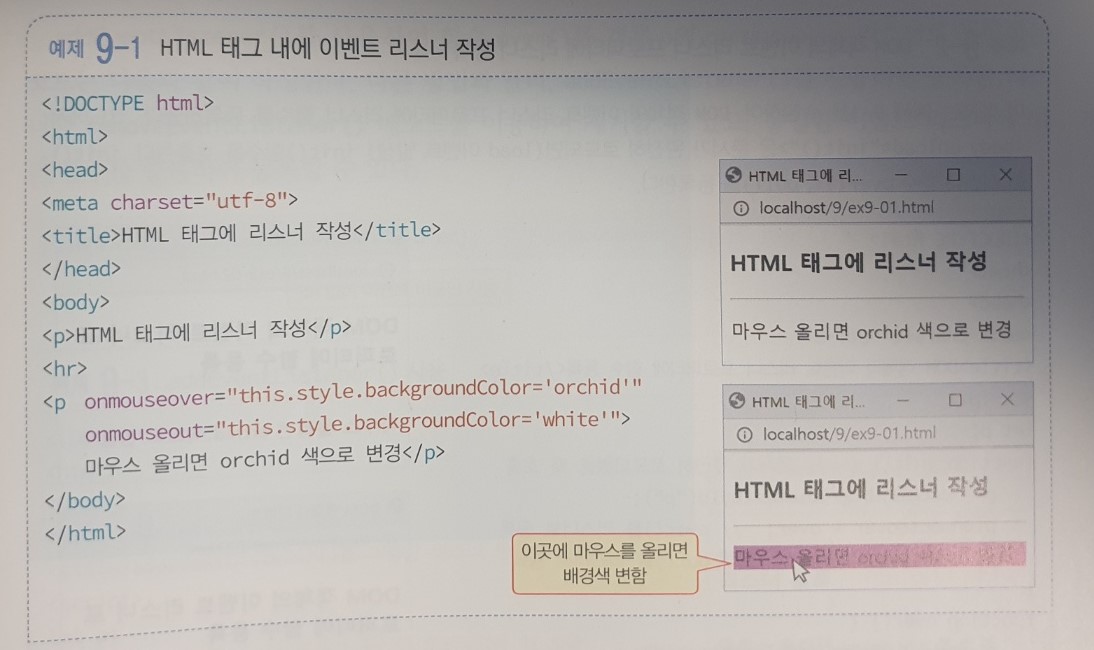 예제 9-1 HTML 태그 내에 이벤트 리스너 작성
<!DOCTYPE html>
<html>
<head>
<meta charset="utf-8">
<title>HTML 태그에 리스너 작성</title>
</head>
<body>
<p>HTML 태그에 리스너 작성</p>
<hr>
<p onmouseover="this.style.backgroundColor='orchid'"
onmouseout="this.style.backgroundColor='white'">
마우스 올리면 orchid 색으로 변경</p>
</body>
</html>
HTML 태그에 리...
localhost/9/ex9-01.html
HTML 태그에 리스너 작성
마우스 올리면 orchid 색으로 변경
HTML 태그에 리...
localhost/9/ex9-01.html
HTML 태그에 리스너 작성
마우스 올리면 orchid 색으로 변경
이곳에 마우스를 올리면
배경색 변함